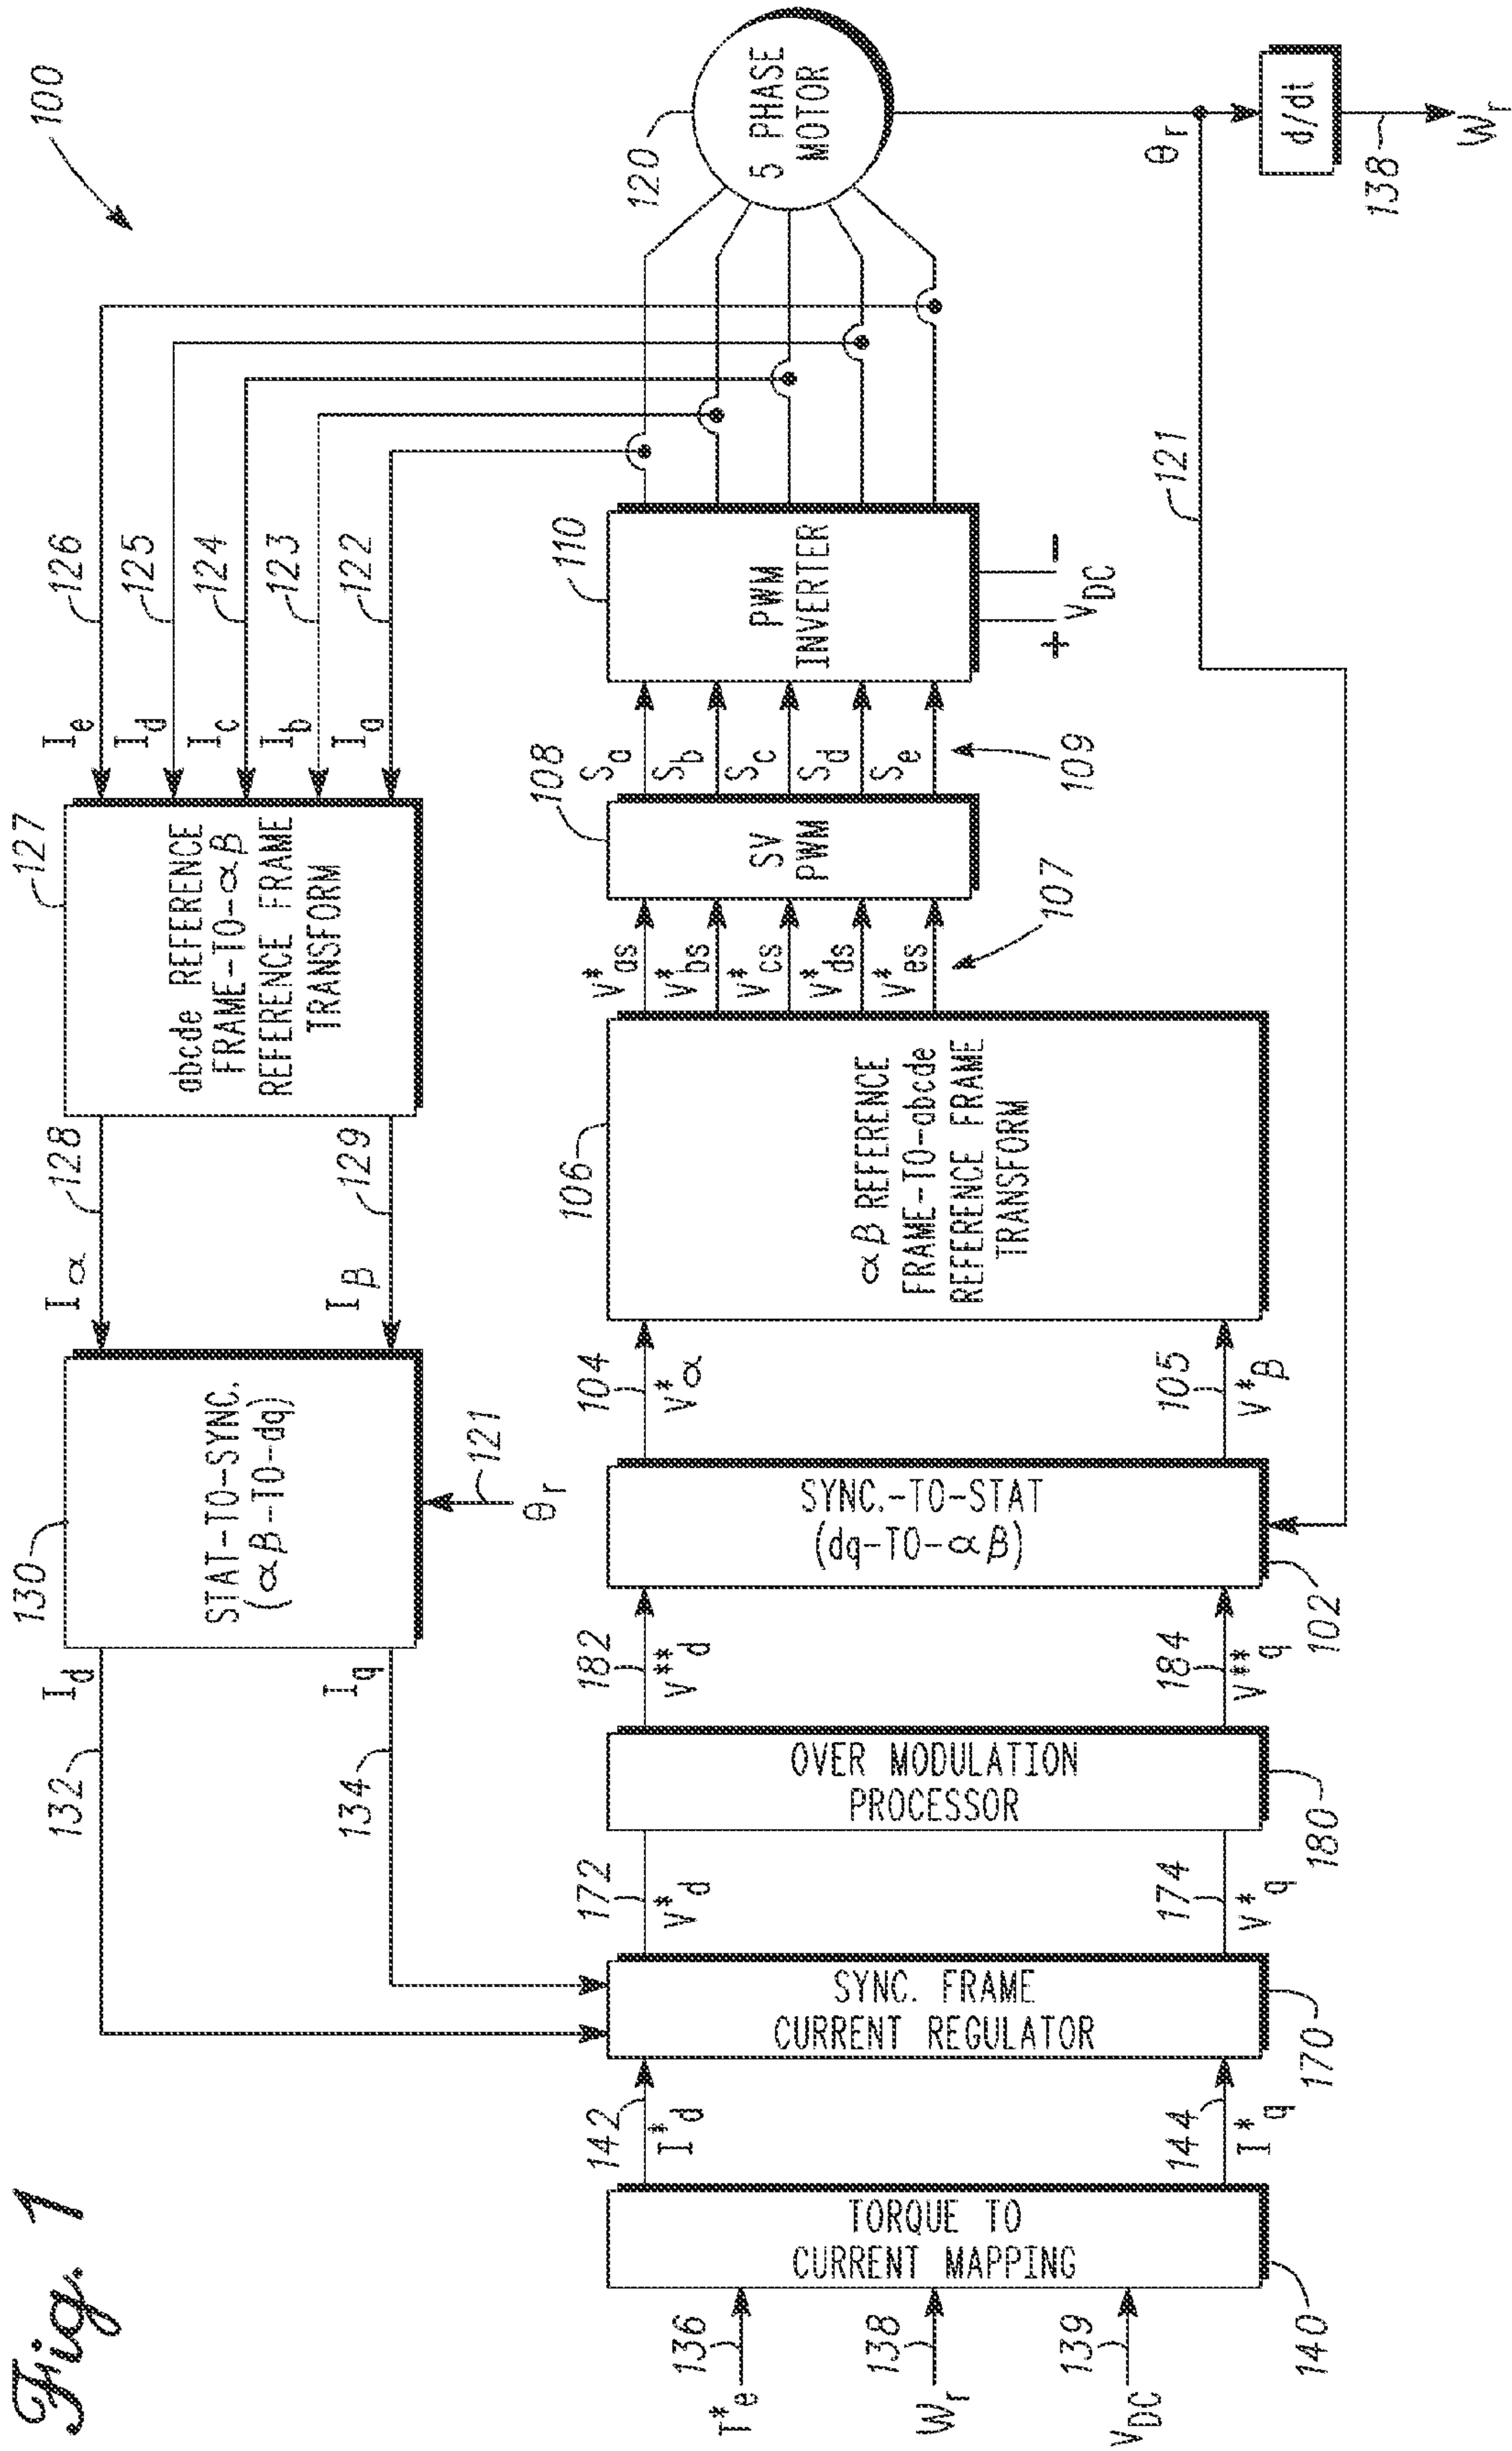 Fig. 1
100
T*e
136
Wr
138
VDC
139
TORQUE TO
CURRENT MAPPING
140
142
I*d
144
I*q
SYNC. FRAME
CURRENT REGULATOR
170
172
V*d
174
V*q
OVER MODULATION
PROCESSOR
180
182
V**d
184
V**q
SYNC.-TO-STAT
(dq-TO-αβ)
102
104
V*α
105
V*β
106
αβ REFERENCE
FRAME-TO-abcde
REFERENCE FRAME
TRANSFORM
V*as
V*bs
V*cs
V*ds
V*es
107
108
SV
PWM
Sa
Sb
Sc
Sd
Se
109
110
PWM
INVERTER
+ VDC -
120
5 PHASE
MOTOR
θr
121
d/dt
138
Wr
Ie
126
Id
125
Ic
124
Ib
123
Ia
122
127
abcde REFERENCE
FRAME-TO-αβ
REFERENCE FRAME
TRANSFORM
Iα
128
Iβ
129
130
STAT-TO-SYNC.
(αβ-TO-dq)
121
θr
Id
132
Iq
134